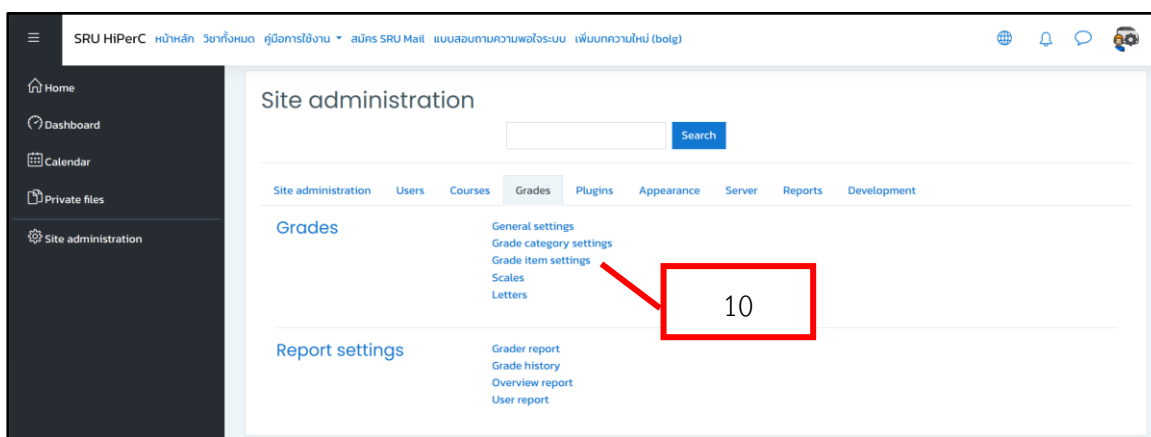 SRU HiPerC หน้าหลัก วิชาทั้งหมด คู่มือการใช้งาน สมัคร SRU Mail แบบสอบถามความพอใจระบบ เพิ่มบทความใหม่ (bolg)
Home
Dashboard
Calendar
Private files
Site administration
Site administration
Search
Site administration Users Courses Grades Plugins Appearance Server Reports Development
Grades
General settings
Grade category settings
Grade item settings
Scales
Letters
10
Report settings
Grader report
Grade history
Overview report
User report